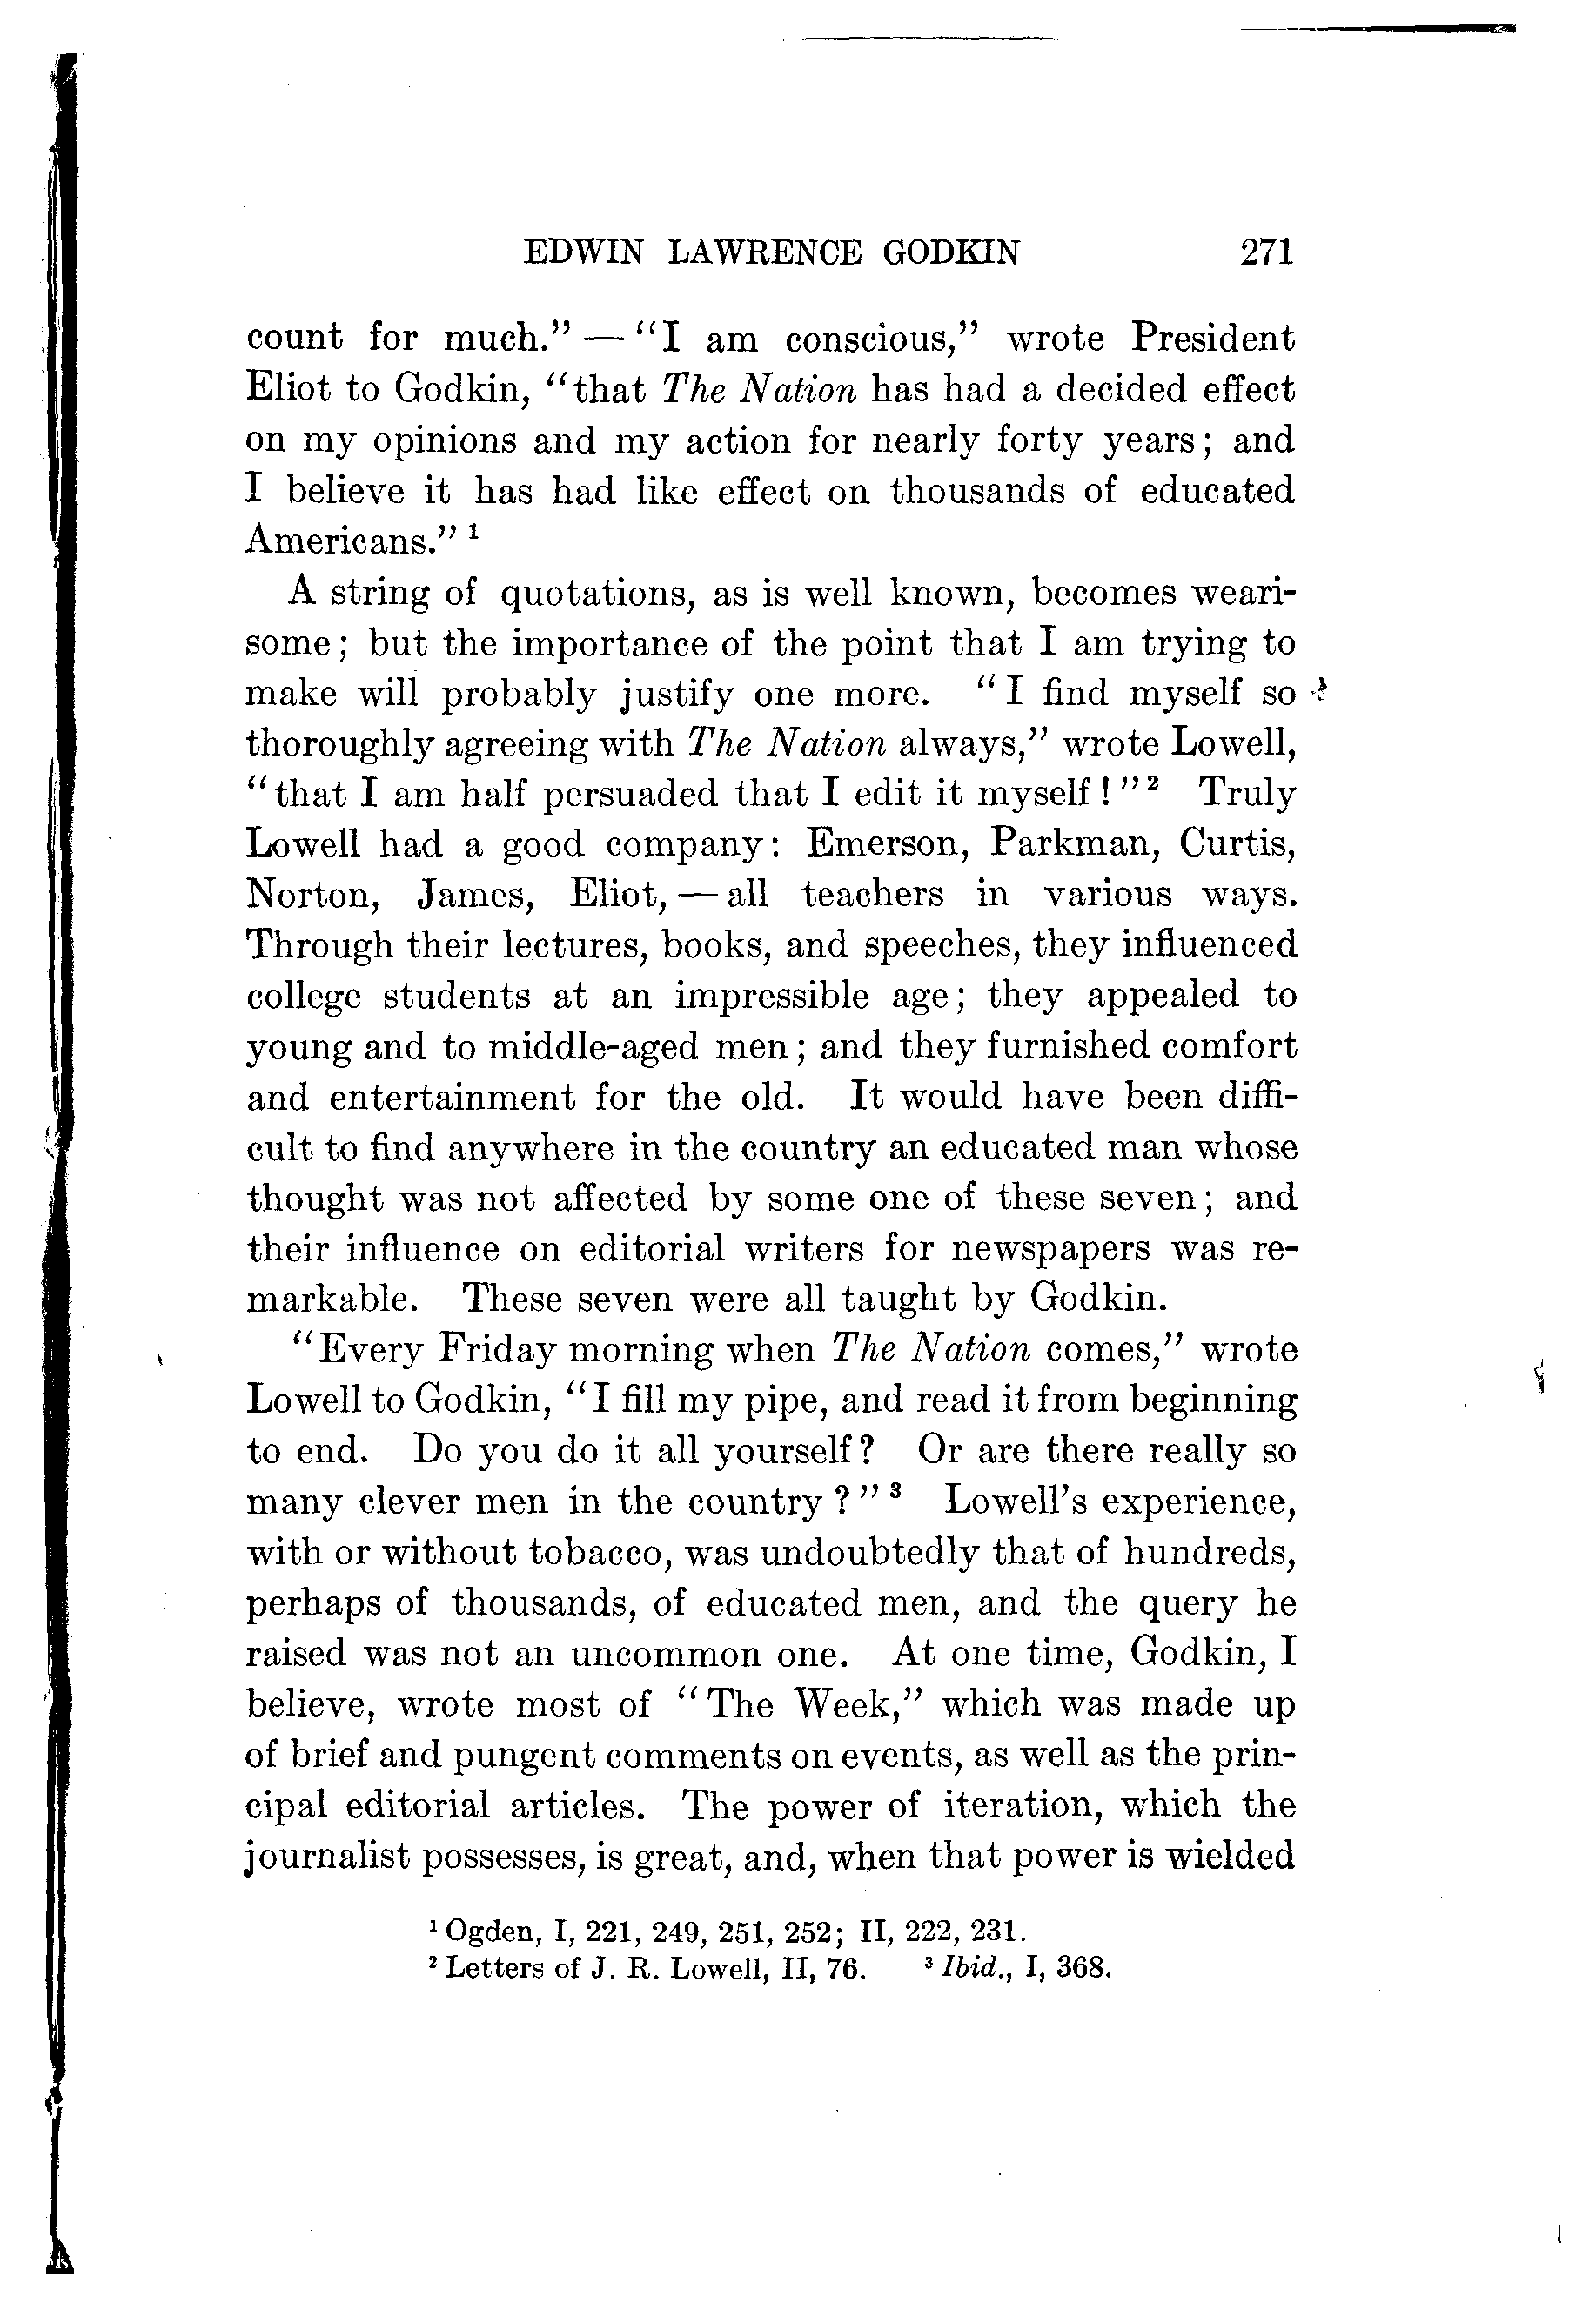 EDWIN LAWRENCE GODKIN 271
count for much." — "I am conscious," wrote President
Eliot to Godkin, "that The Nation has had a decided effect
on my opinions and my action for nearly forty years; and
I believe it has had like effect on thousands of educated
Americans." 1
A string of quotations, as is well known, becomes weari-
some; but the importance of the point that I am trying to
make will probably justify one more. "I find myself so
thoroughly agreeing with The Nation always," wrote Lowell,
"that I am half persuaded that I edit it myself!" 2 Truly
Lowell had a good company: Emerson, Parkman, Curtis,
Norton, James, Eliot, — all teachers in various ways.
Through their lectures, books, and speeches, they influenced
college students at an impressible age; they appealed to
young and to middle-aged men; and they furnished comfort
and entertainment for the old. It would have been diffi-
cult to find anywhere in the country an educated man whose
thought was not affected by some one of these seven; and
their influence on editorial writers for newspapers was re-
markable. These seven were all taught by Godkin.
"Every Friday morning when The Nation comes," wrote
Lowell to Godkin, "I fill my pipe, and read it from beginning
to end. Do you do it all yourself? Or are there really so
many clever men in the country?" 3 Lowell's experience,
with or without tobacco, was undoubtedly that of hundreds,
perhaps of thousands, of educated men, and the query he
raised was not an uncommon one. At one time, Godkin, I
believe, wrote most of "The Week," which was made up
of brief and pungent comments on events, as well as the prin-
cipal editorial articles. The power of iteration, which the
journalist possesses, is great, and, when that power is wielded
1 Ogden, I, 221, 249, 251, 252; II, 222, 231.
2 Letters of J. R. Lowell, II, 76. 3 Ibid., I, 368.